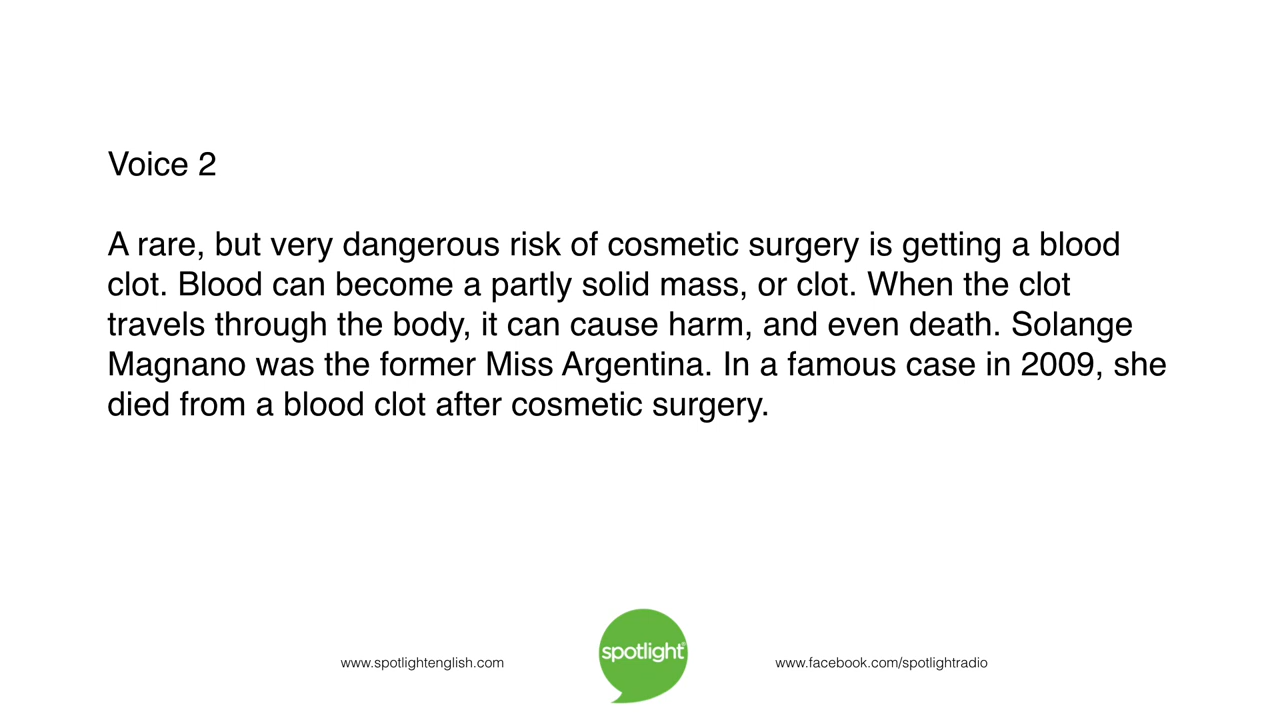 Voice 2
A rare, but very dangerous risk of cosmetic surgery is getting a blood
clot. Blood can become a partly solid mass, or clot. When the clot
travels through the body, it can cause harm, and even death. Solange
Magnano was the former Miss Argentina. In a famous case in 2009, she
died from a blood clot after cosmetic surgery.
www.spotlightenglish.com
spotlight®
www.facebook.com/spotlightradio